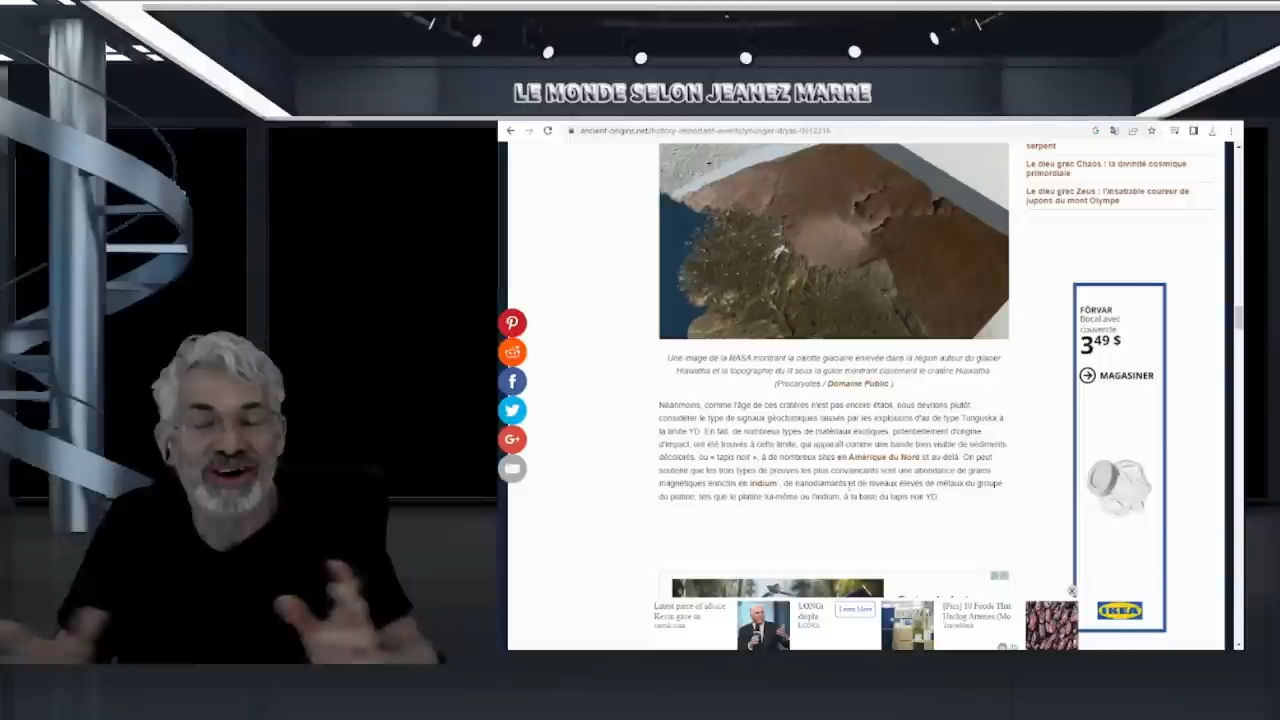 LE MONDE SELON JEANEZ MARRE
ancient-origins.net/history-important-events/younger-dryas-0012216
serpent
Le dieu grec Chaos : la divinité cosmique
primordiale
Le dieu grec Zeus : l'insatiable coureur de
jupons du mont Olympe
Une image de la NASA montrant la calotte glaciaire enlevée dans la région autour du glacier
Hiawatha et la topographie du lit sous la glace montrant clairement le cratère Hiawatha
(Procaryotes / Domaine Public )
Néanmoins, comme l'âge de ces cratères n'est pas encore établi, nous devrions plutôt
considérer le type de signaux géochimiques laissés par les explosions d'air de type Tunguska à
la limite YD. En fait, de nombreux types de matériaux exotiques, potentiellement d'origine
d'impact, ont été trouvés à cette limite, qui apparaît comme une bande bien visible de sédiments
décolorés, ou « tapis noir », à de nombreux sites en Amérique du Nord et au-delà. On peut
soutenir que les trois types de preuves les plus convaincants sont une abondance de grains
magnétiques enrichis en iridium , de nanodiamants et de niveaux élevés de métaux du groupe
du platine, tels que le platine lui-même ou l'iridium, à la base du tapis noir YD.
FÖRVAR
Bocal avec
couvercle
3 49 $
MAGASINER
IKEA
Latest piece of advice
Kevin gave us
LONGi
displa
LONGi
Learn More
[Pics] 10 Foods That
Unclog Arteries (Mo